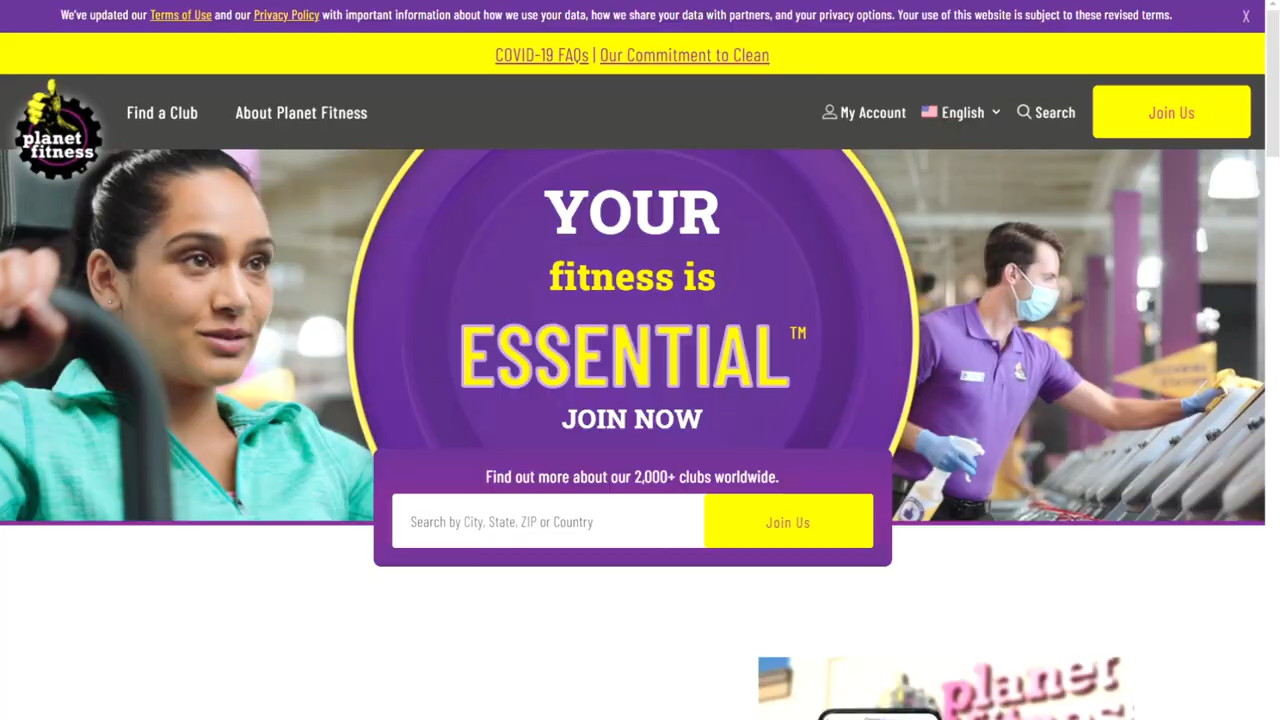 We've updated our Terms of Use and our Privacy Policy with important information about how we use your data, how we share your data with partners, and your privacy options. Your use of this website is subject to these revised terms.
X
COVID-19 FAQs | Our Commitment to Clean
planet
fitness
Find a Club
About Planet Fitness
My Account
English
Search
Join Us
YOUR
fitness is
ESSENTIAL™
JOIN NOW
Find out more about our 2,000+ clubs worldwide.
Search by City, State, ZIP or Country
Join Us
planet
fitness